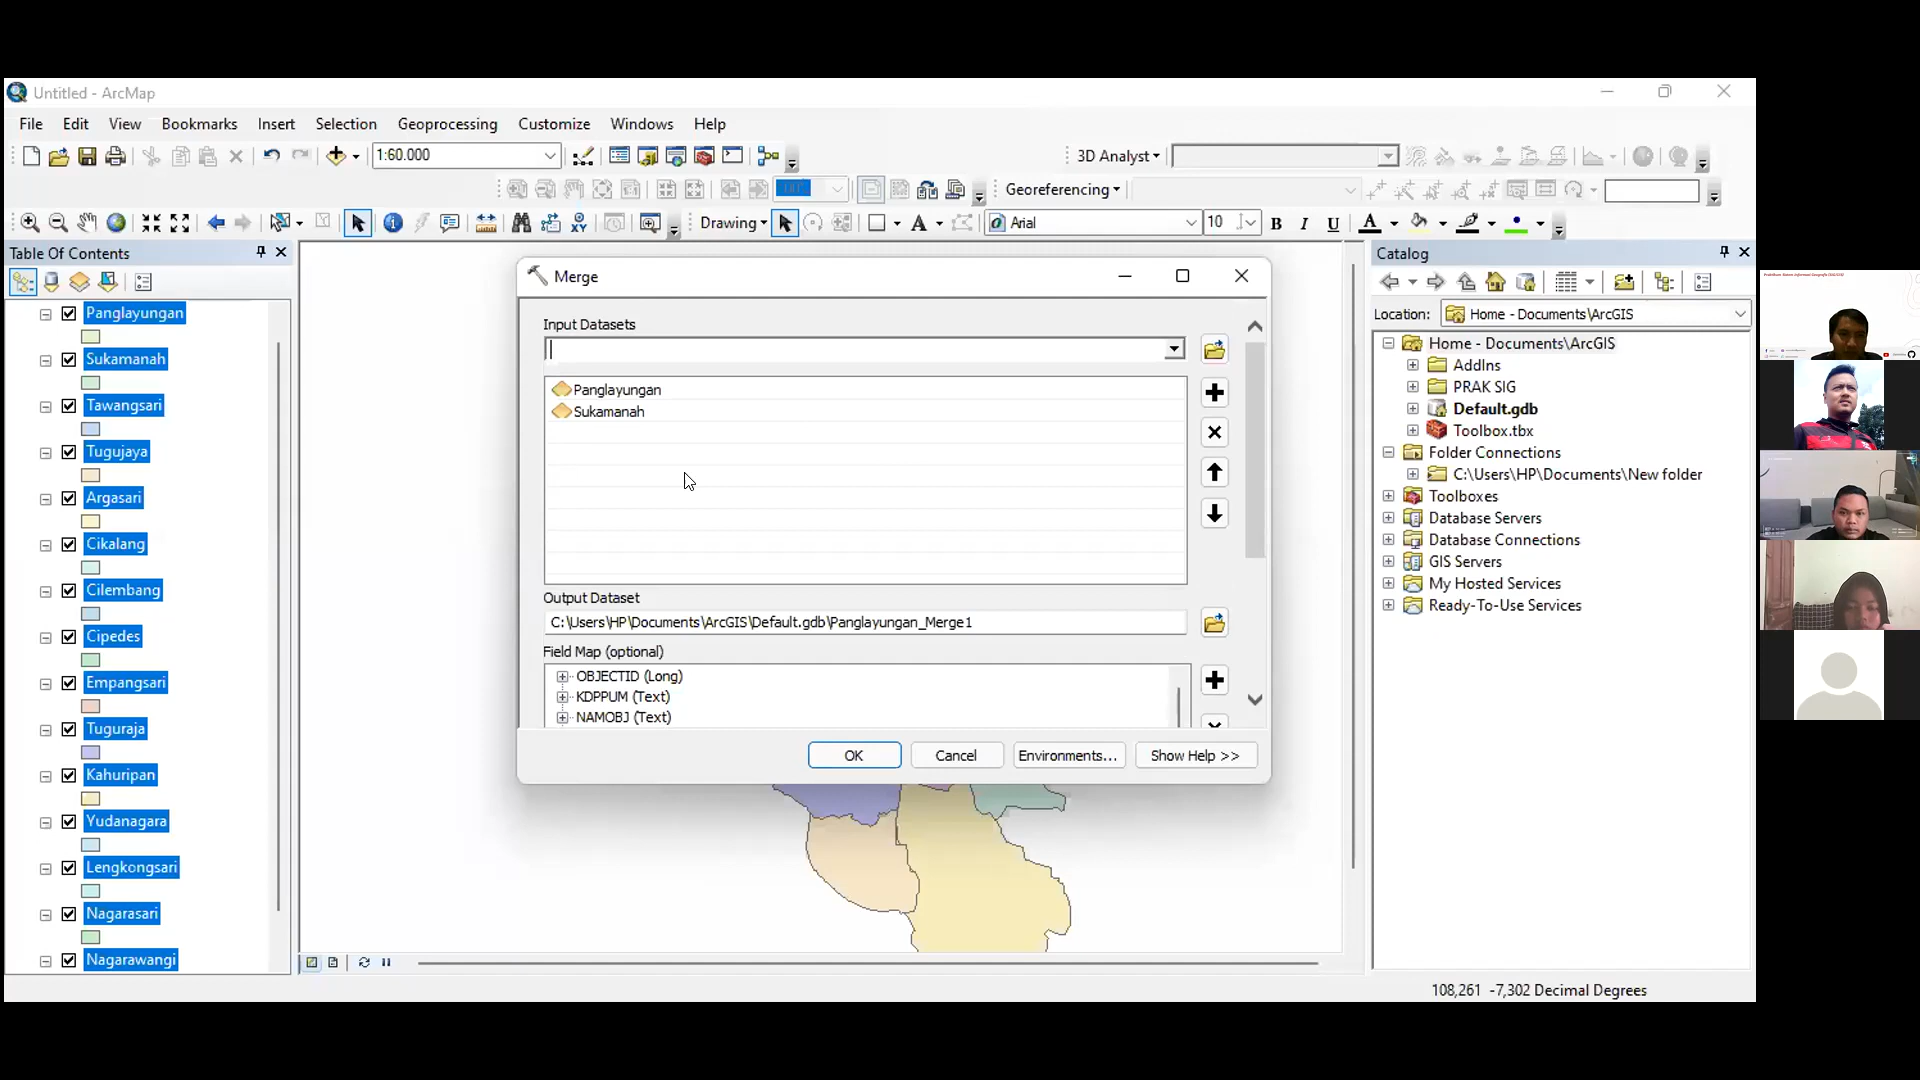 Untitled - ArcMap
File Edit View Bookmarks Insert Selection Geoprocessing Customize Windows Help
1:60.000
3D Analyst
Georeferencing
Drawing
Arial
10
B I U A
Table Of Contents
Panglayungan
Sukamanah
Tawangsari
Tugujaya
Argasari
Cikalang
Cilembang
Cipedes
Empangsari
Tuguraja
Kahuripan
Yudanagara
Lengkongsari
Nagarasari
Nagarawangi
Merge
Input Datasets
Panglayungan
Sukamanah
Output Dataset
C:\Users\HP\Documents\ArcGIS\Default.gdb\Panglayungan_Merge1
Field Map (optional)
OBJECTID (Long)
KDPPUM (Text)
NAMOBJ (Text)
OK Cancel Environments... Show Help >>
Catalog
Location: Home - Documents\ArcGIS
Home - Documents\ArcGIS
AddIns
PRAK SIG
Default.gdb
Toolbox.tbx
Folder Connections
C:\Users\HP\Documents\New folder
Toolboxes
Database Servers
Database Connections
GIS Servers
My Hosted Services
Ready-To-Use Services
108,261 -7,302 Decimal Degrees